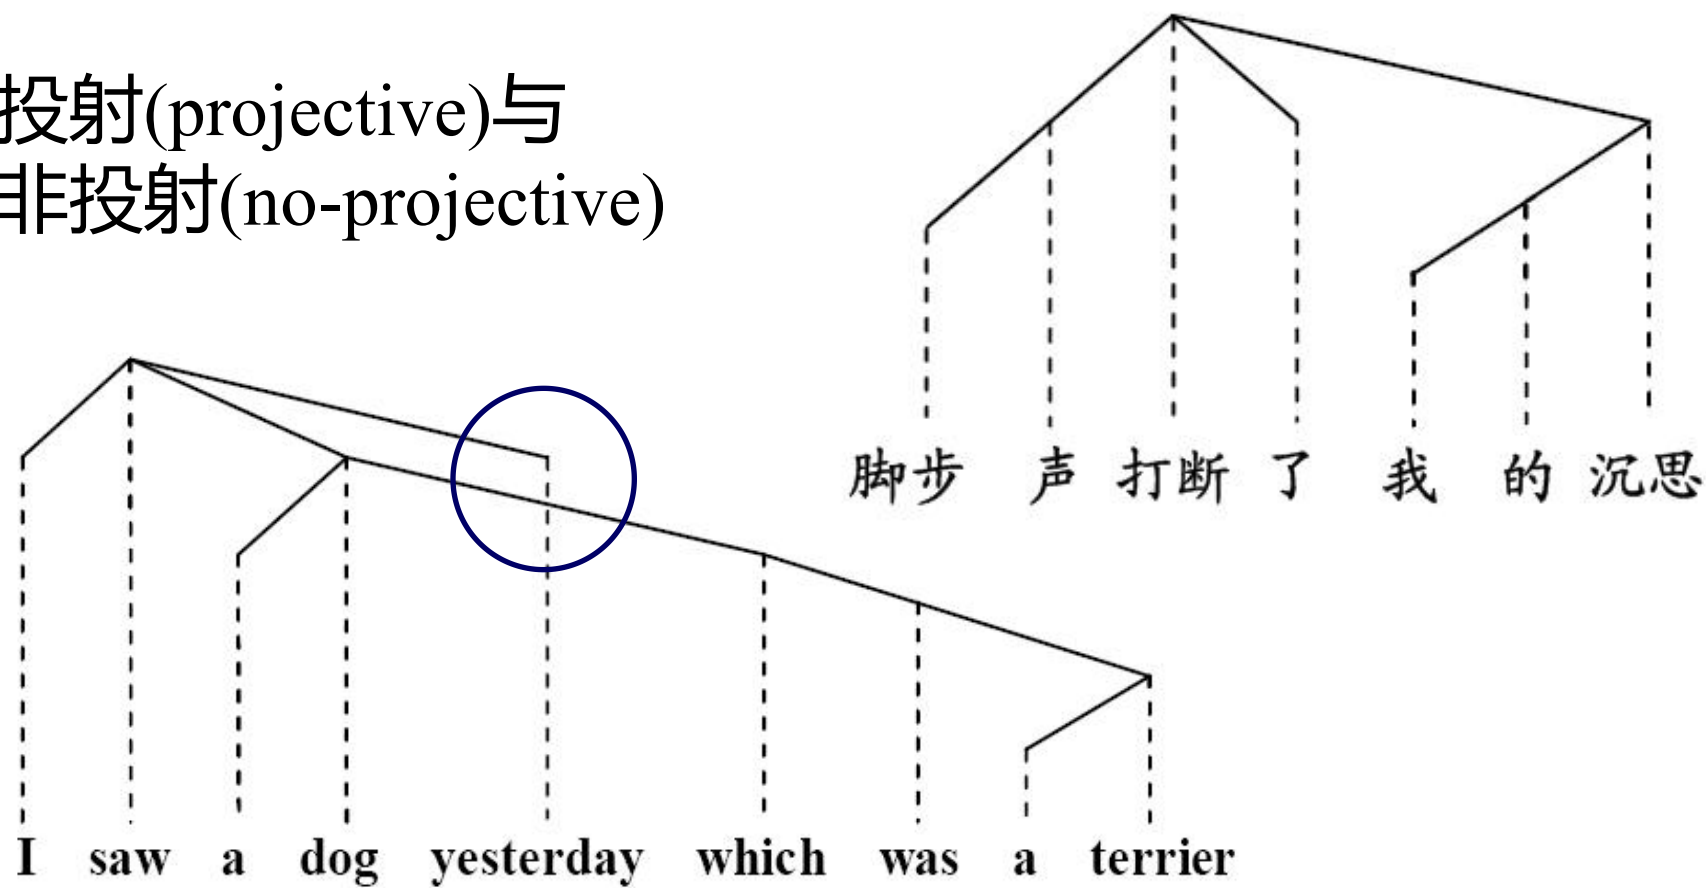 投射(projective)与
非投射(no-projective)
脚步 声 打断 了 我 的 沉思
I saw a dog yesterday which was a terrier